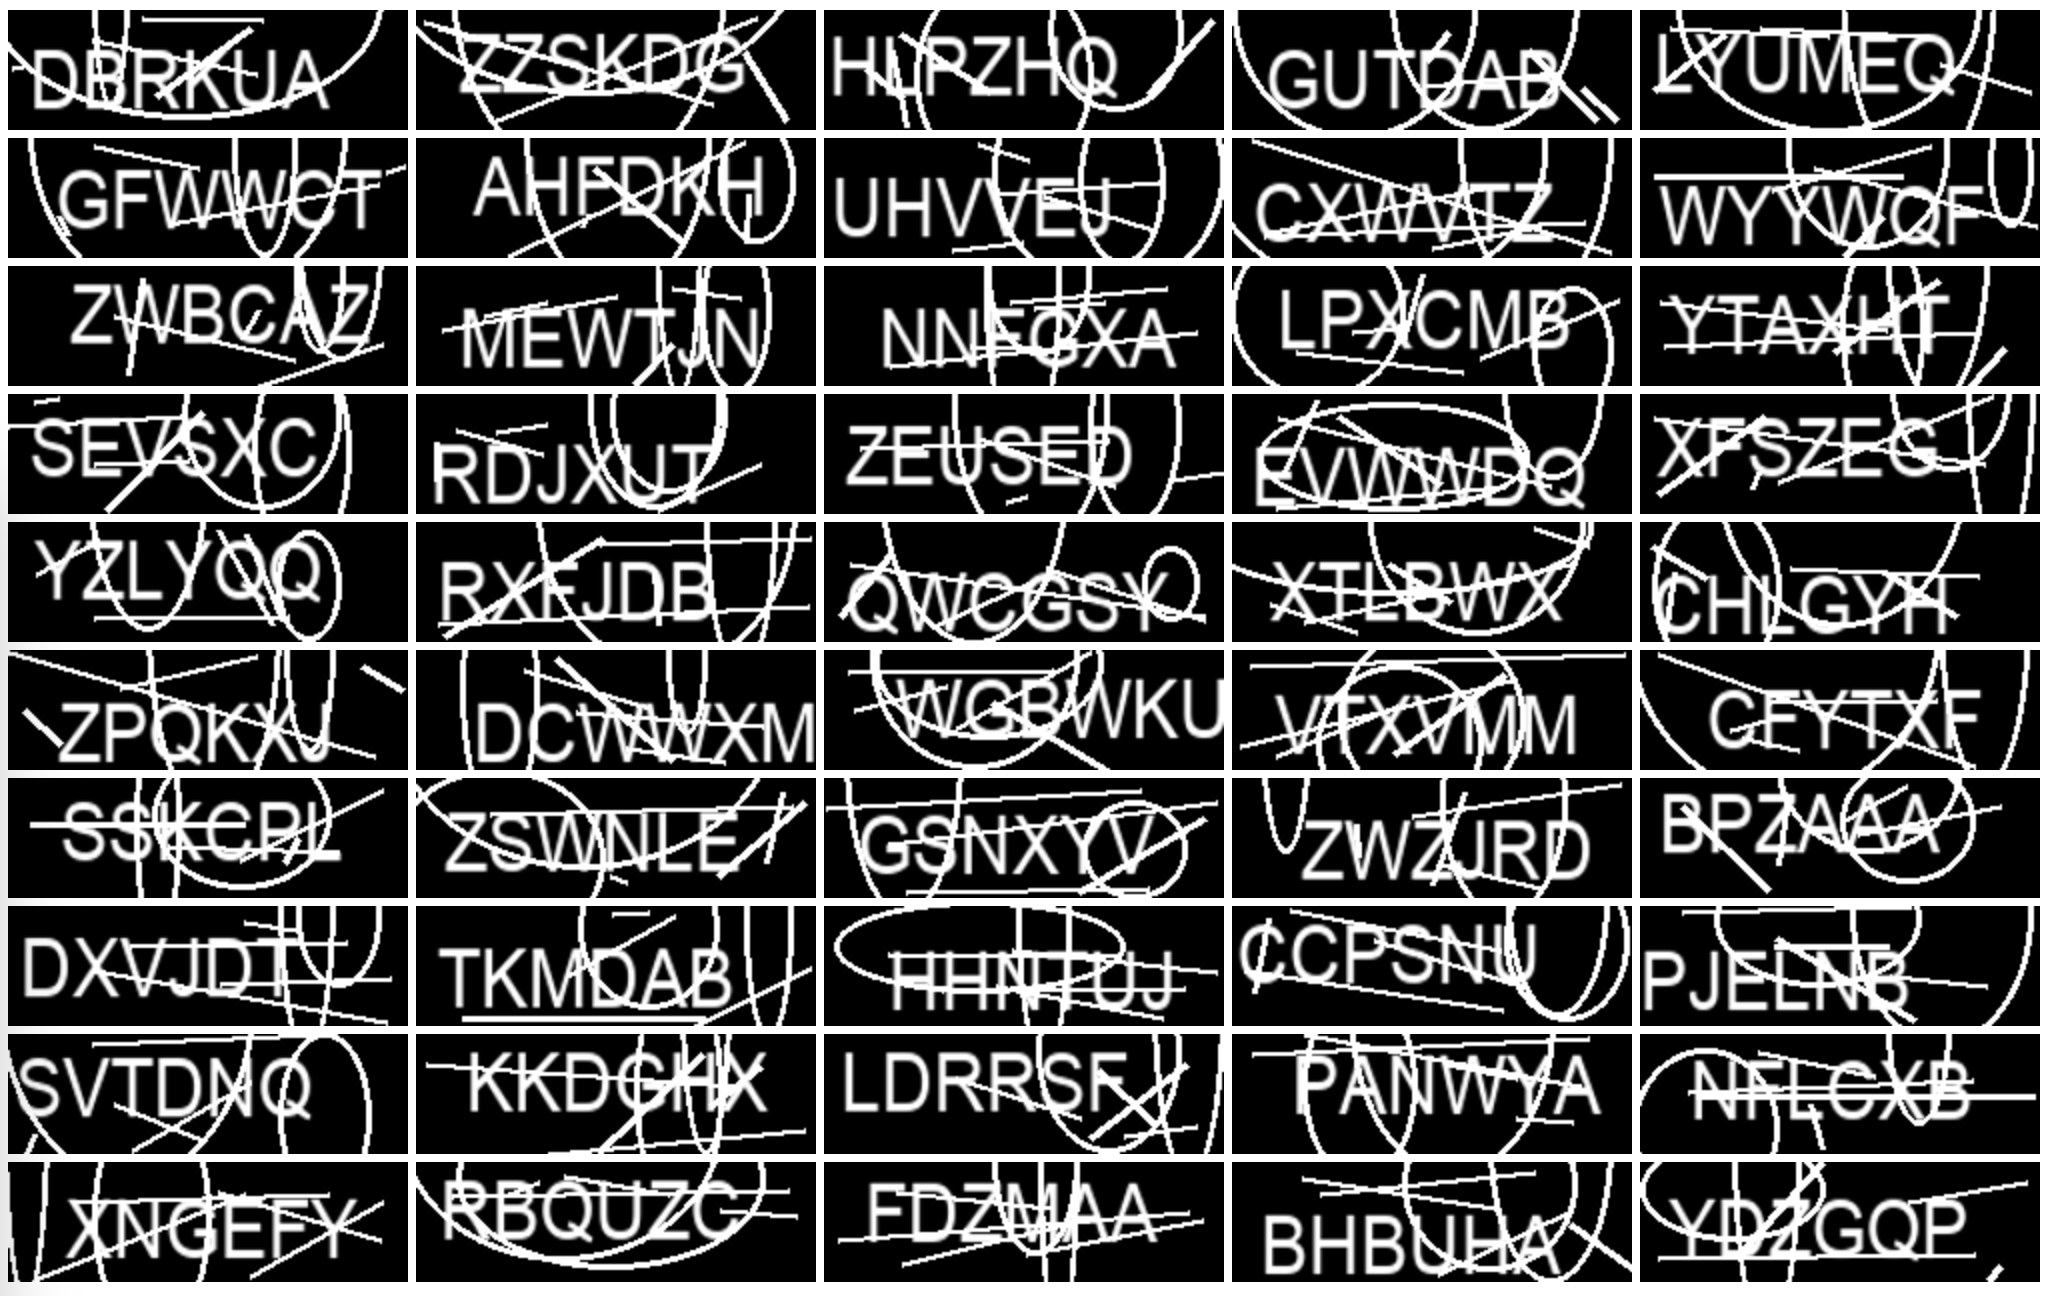 DBRKUA ZZSKDG HLPZHQ GUTDAB LYUMEQ
GFWWCT AHFDKH UHVVEJ CXWVTZ WYYWQF
ZWBCAZ MEWTJN NNFGXA LPXCMB YTAXHT
SEVSXC RDJXUT ZEUSED EVWWDQ XFSZEG
YZLYQQ RXFJDB QWCGSY XTLBWX CHLGYH
ZPQKXJ DCWWXM WGBWKU VTXVMM CFYTXF
SSKCPL ZSWNLE GSNXYV ZWZJRD BPZAAA
DXVJDT TKMDAB HHNTUJ CCPSNU PJELNB
SVTDNQ KKDGHX LDRRSF PANWYA NFLCXB
XNGEFY RBQUZC FDZMAA BHBUHA YDZGQP